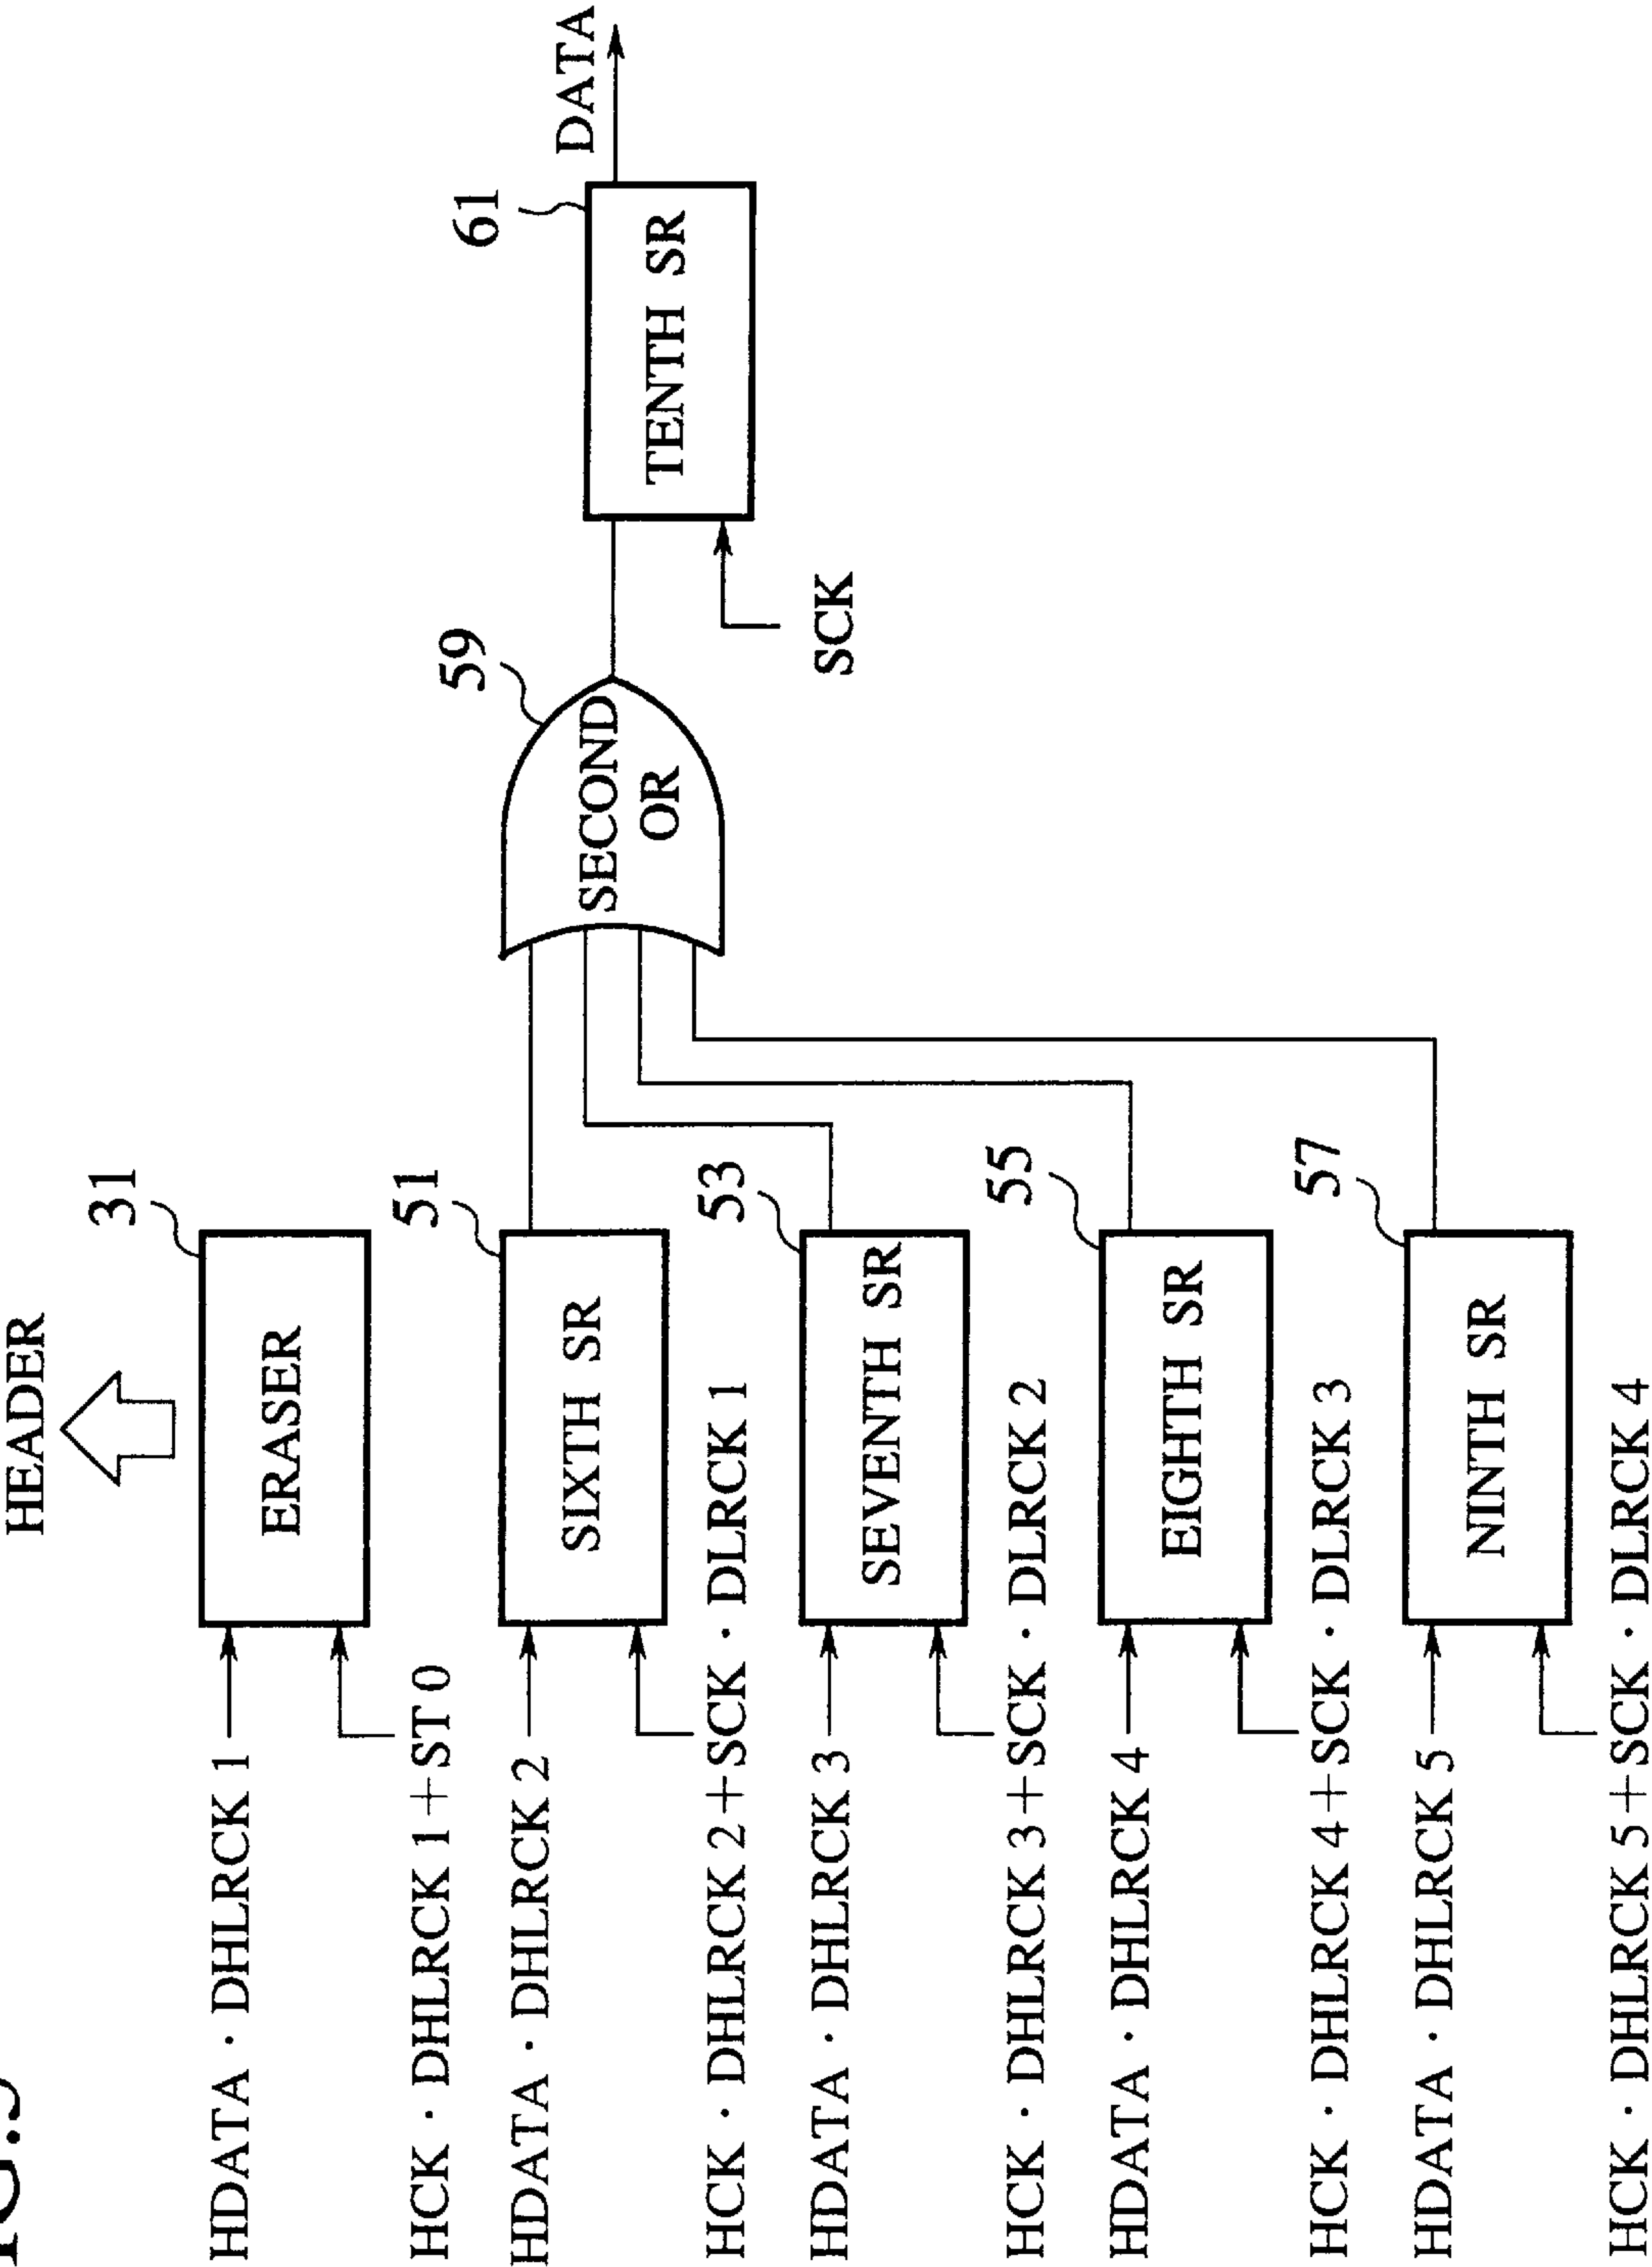 HEADER
31
ERASER
HDATA · DHLRCK 1
HCK · DHLRCK 1+ST 0
51
SIXTH SR
HDATA · DHLRCK 2
HCK · DHLRCK 2+SCK · DLRCK 1
53
SEVENTH SR
HDATA · DHLRCK 3
HCK · DHLRCK 3+SCK · DLRCK 2
55
EIGHTH SR
HDATA · DHLRCK 4
HCK · DHLRCK 4+SCK · DLRCK 3
57
NINTH SR
HDATA · DHLRCK 5
HCK · DHLRCK 5+SCK · DLRCK 4
59
SECOND
OR
61
TENTH SR
SCK
DATA